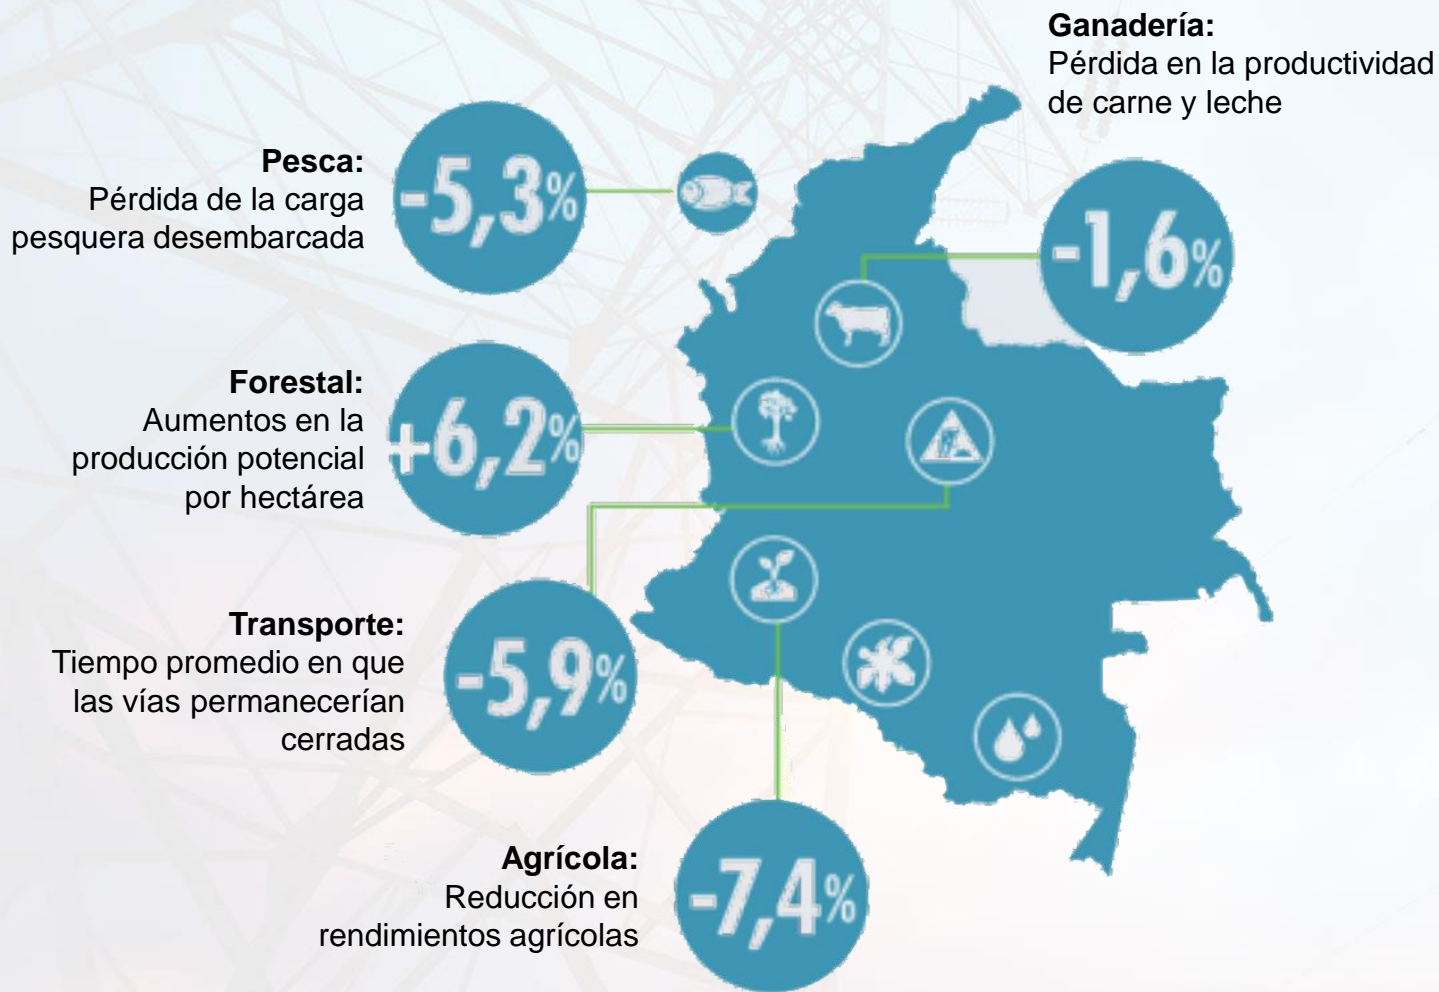 Ganadería:
Pérdida en la productividad
de carne y leche
-1,6%
Pesca:
Pérdida de la carga
pesquera desembarcada
-5,3%
Forestal:
Aumentos en la
producción potencial
por hectárea
+6,2%
Transporte:
Tiempo promedio en que
las vías permanecerían
cerradas
-5,9%
Agrícola:
Reducción en
rendimientos agrícolas
-7,4%